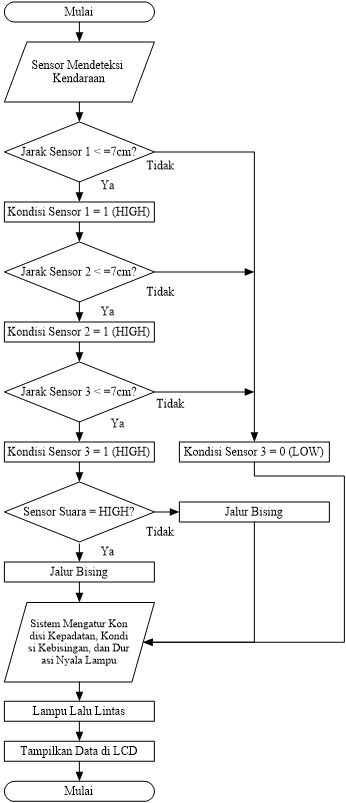 Mulai
Sensor Mendeteksi
Kendaraan
Jarak Sensor 1 < =7cm?
Tidak
Ya
Kondisi Sensor 1 = 1 (HIGH)
Jarak Sensor 2 < =7cm?
Tidak
Ya
Kondisi Sensor 2 = 1 (HIGH)
Jarak Sensor 3 < =7cm?
Tidak
Ya
Kondisi Sensor 3 = 1 (HIGH)
Kondisi Sensor 3 = 0 (LOW)
Sensor Suara = HIGH?
Jalur Bising
Tidak
Ya
Jalur Bising
Sistem Mengatur Kon
disi Kepadatan, Kondi
si Kebisingan, dan Dur
asi Nyala Lampu
Lampu Lalu Lintas
Tampilkan Data di LCD
Mulai